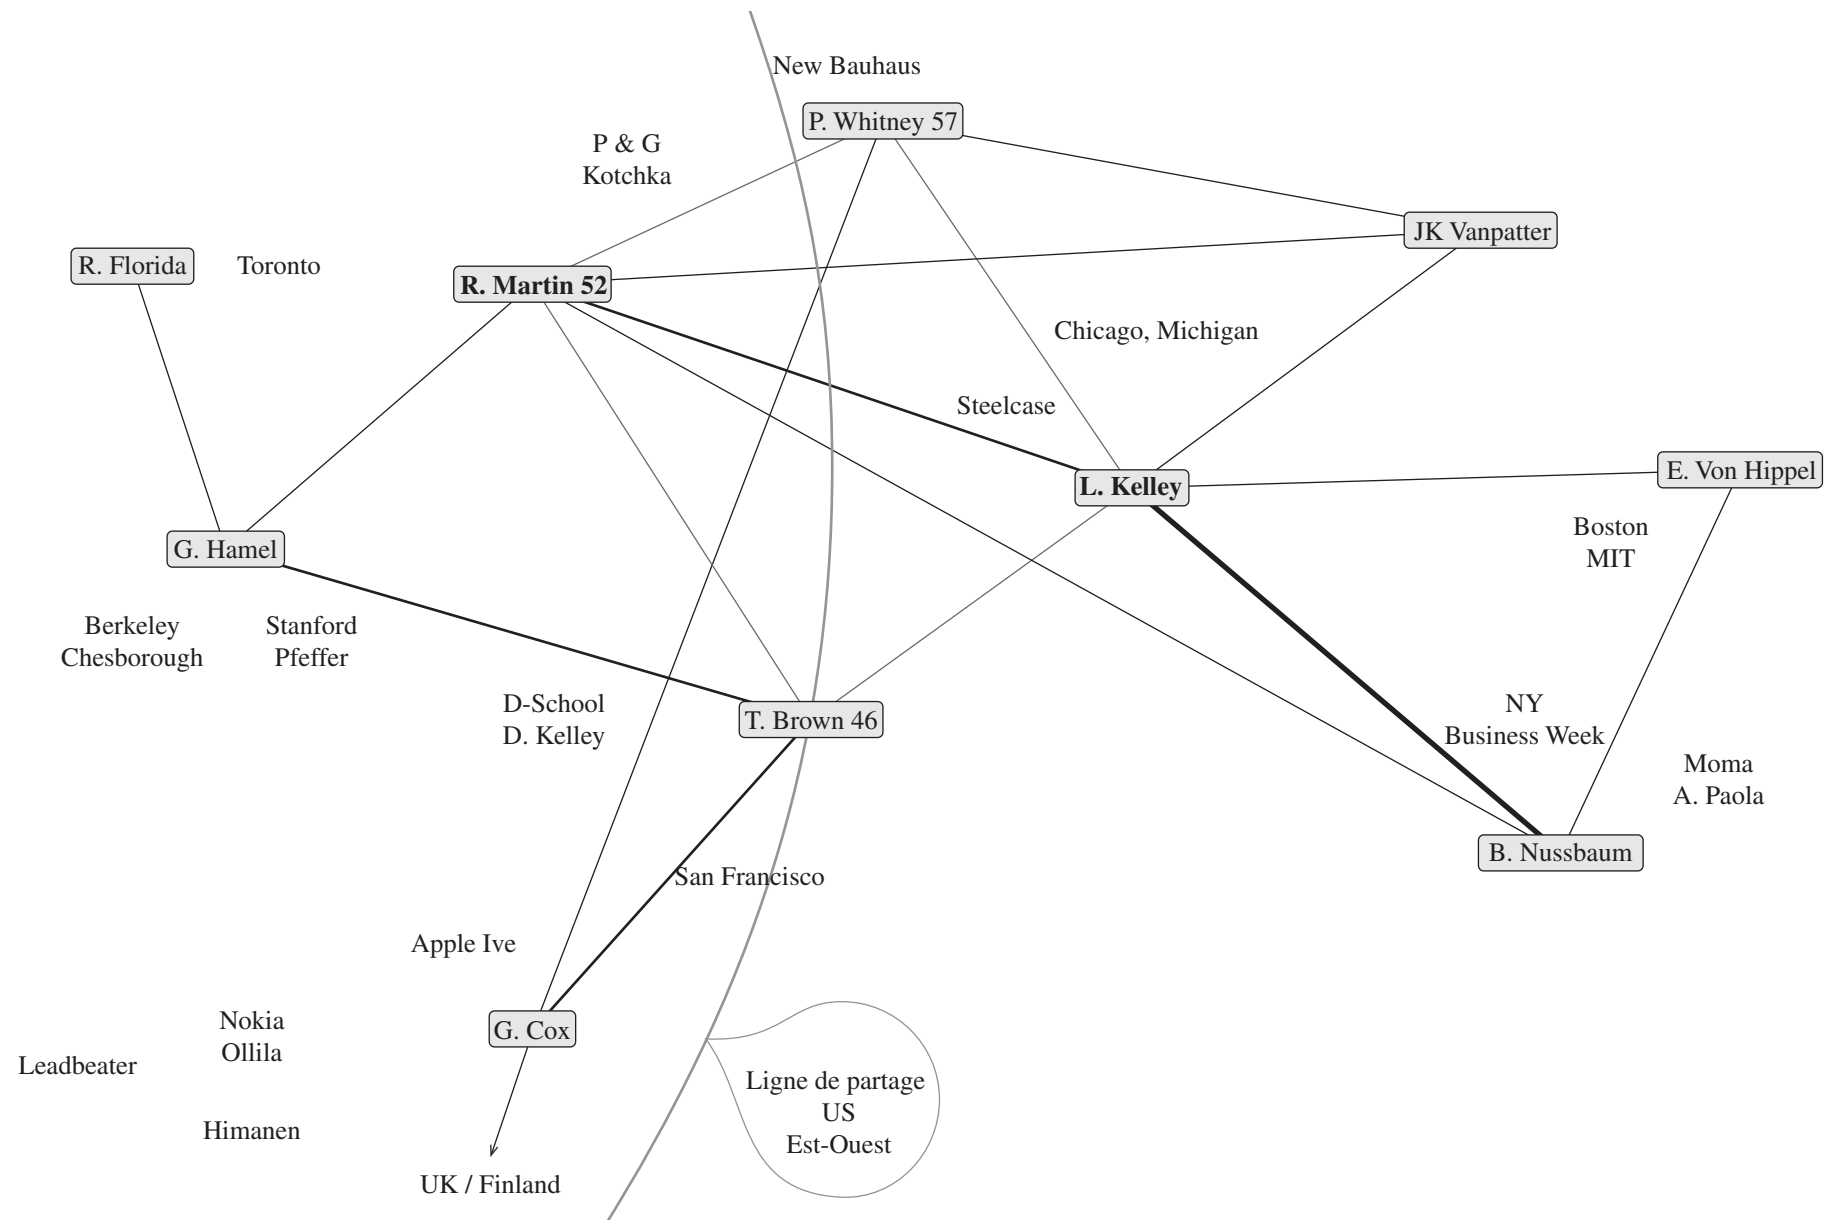 New Bauhaus
P. Whitney 57
P & G
Kotchka
JK Vanpatter
R. Florida
Toronto
R. Martin 52
Chicago, Michigan
Steelcase
L. Kelley
E. Von Hippel
Boston
MIT
G. Hamel
Berkeley
Chesborough
Stanford
Pfeffer
D-School
D. Kelley
T. Brown 46
NY
Business Week
Moma
A. Paola
B. Nussbaum
San Francisco
Apple Ive
Nokia
Ollila
G. Cox
Leadbeater
Himanen
Ligne de partage
US
Est-Ouest
UK / Finland